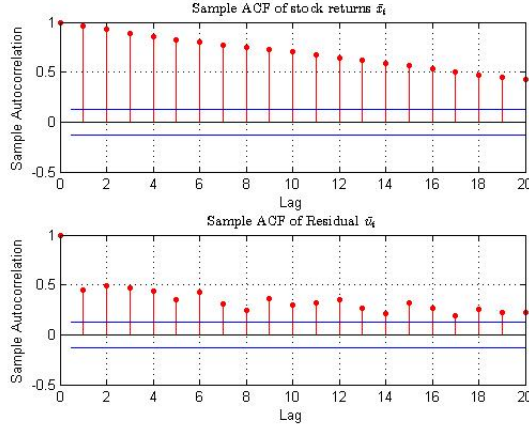 Sample ACF of stock returns x̄ₜ
Sample Autocorrelation
1
0.5
0
-0.5
0 2 4 6 8 10 12 14 16 18 20
Lag
Sample ACF of Residual ūₜ
Sample Autocorrelation
1
0.5
0
-0.5
0 2 4 6 8 10 12 14 16 18 20
Lag